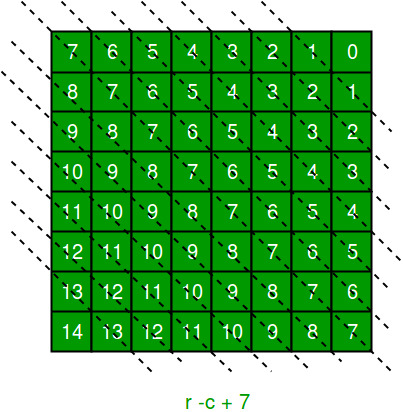 7 6 5 4 3 2 1 0
8 7 6 5 4 3 2 1
9 8 7 6 5 4 3 2
10 9 8 7 6 5 4 3
11 10 9 8 7 6 5 4
12 11 10 9 8 7 6 5
13 12 11 10 9 8 7 6
14 13 12 11 10 9 8 7
r -c + 7